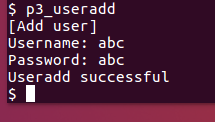 $ p3_useradd
[Add user]
Username: abc
Password: abc
Useradd successful
$